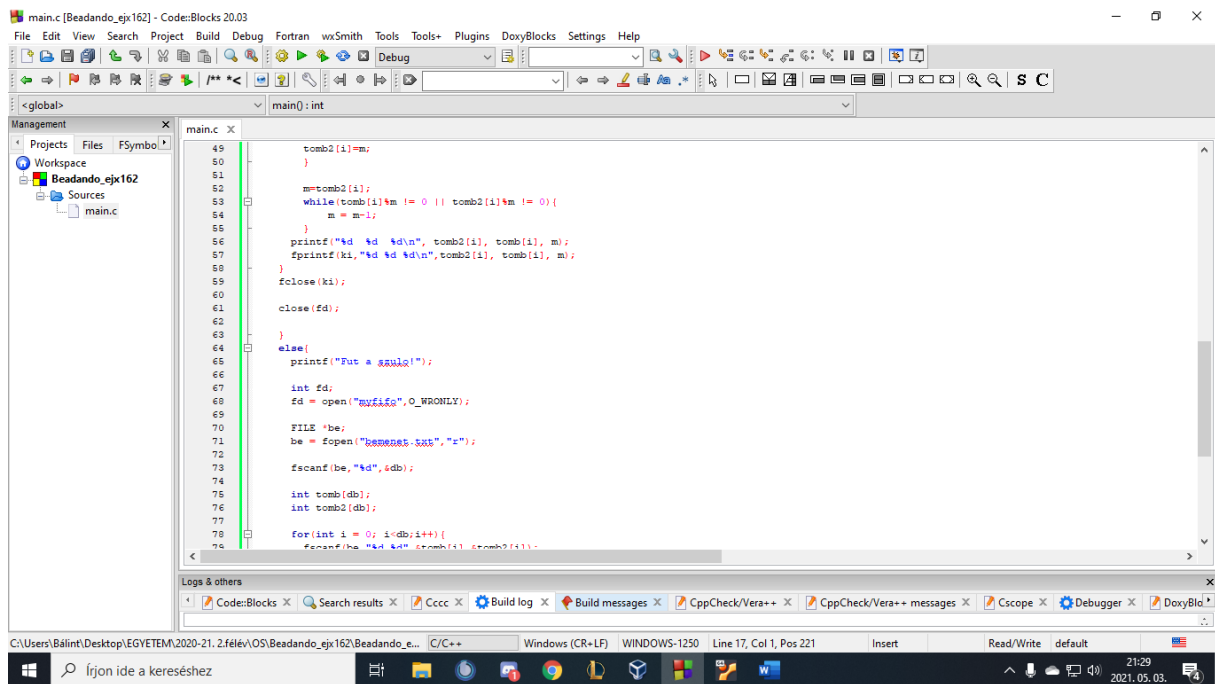 main.c [Beadando_ejx162] - Code::Blocks 20.03
File Edit View Search Project Build Debug Fortran wxSmith Tools Tools+ Plugins DoxyBlocks Settings Help
Debug
/** *<
S C
<global> main() : int
Management
Projects Files FSymbo
Workspace
Beadando_ejx162
Sources
main.c
main.c
49 tomb2[i]=m;
50 }
51
52 m=tomb2[i];
53 while(tomb[i]%m != 0 || tomb2[i]%m != 0){
54 m = m-1;
55 }
56 printf("%d  %d  %d\n", tomb2[i], tomb[i], m);
57 fprintf(ki,"%d %d %d\n",tomb2[i], tomb[i], m);
58 }
59 fclose(ki);
60
61 close(fd);
62
63 }
64 else{
65 printf("Fut a szulo!");
66
67 int fd;
68 fd = open("myfifo",O_WRONLY);
69
70 FILE *be;
71 be = fopen("bemenet.txt","r");
72
73 fscanf(be,"%d",&db);
74
75 int tomb[db];
76 int tomb2[db];
77
78 for(int i = 0; i<db;i++){
79 fscanf(be,"%d %d",&tomb[i],&tomb2[i]);
Logs & others
Code::Blocks Search results Cccc Build log Build messages CppCheck/Vera++ CppCheck/Vera++ messages Cscope Debugger DoxyBlo
C:\Users\Bálint\Desktop\EGYETEM\2020-21. 2.félév\OS\Beadando_ejx162\Beadando_e... C/C++ Windows (CR+LF) WINDOWS-1250 Line 17, Col 1, Pos 221 Insert Read/Write default
Írjon ide a kereséshez
21:29
2021. 05. 03.
4